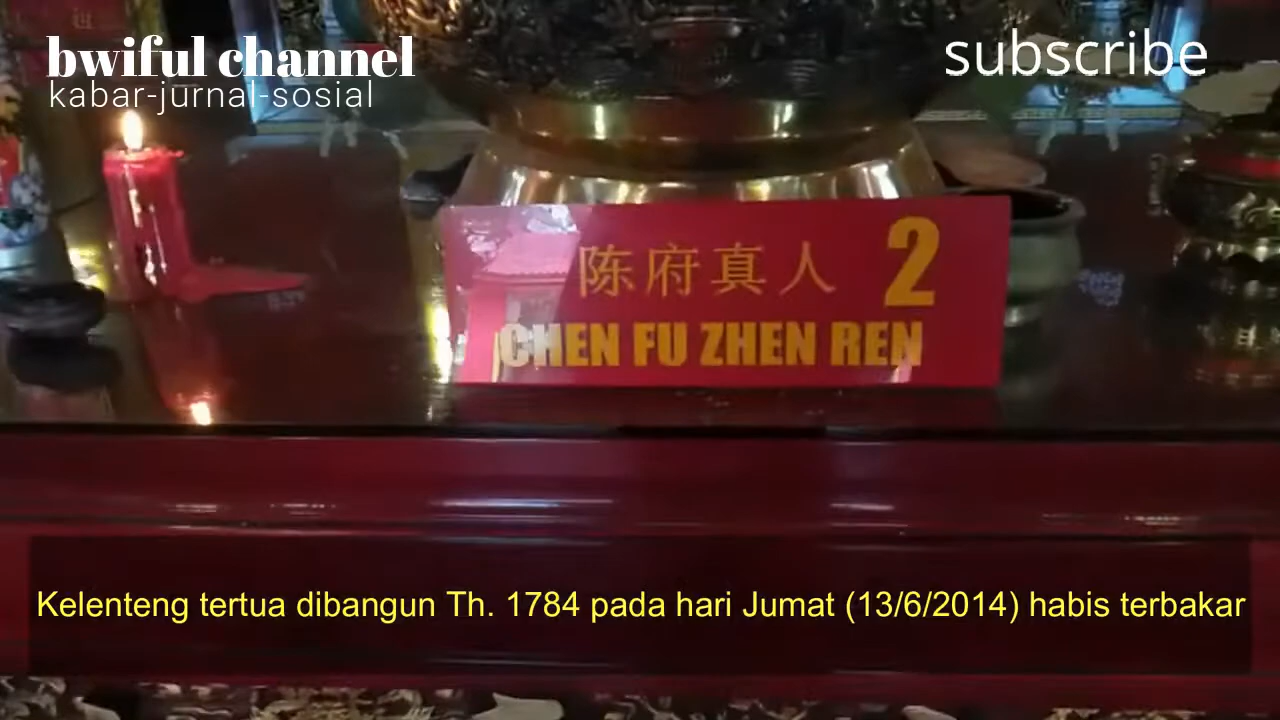 bwiful channel
kabar-jurnal-sosial
subscribe
陈府真人 2
CHEN FU ZHEN REN
Kelenteng tertua dibangun Th. 1784 pada hari Jumat (13/6/2014) habis terbakar